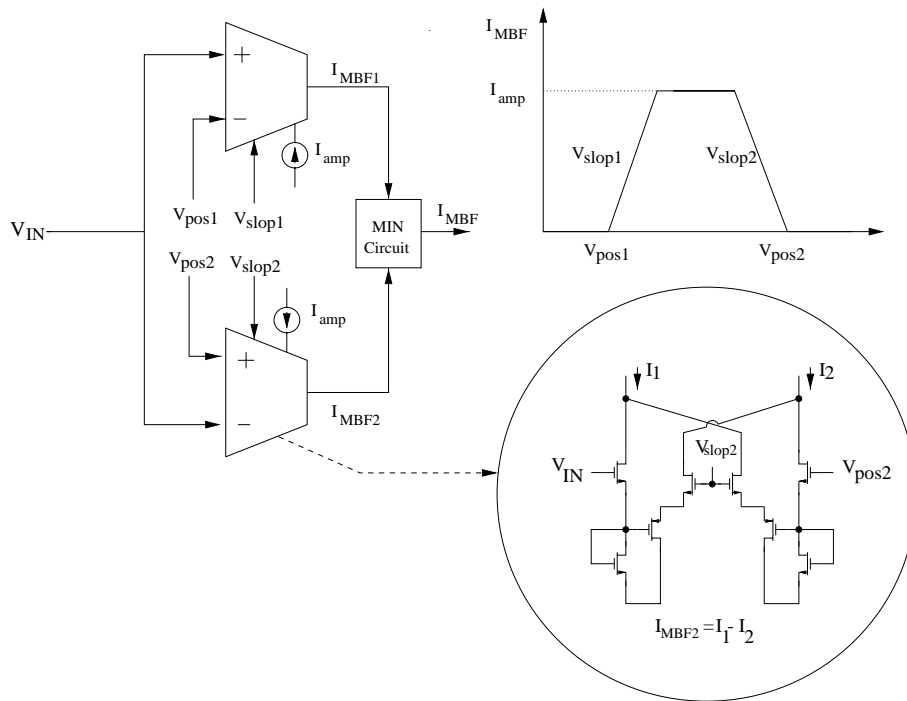 +
−
I_MBF1
I_amp
V_pos1
V_slop1
V_IN
MIN
Circuit
I_MBF
V_pos2
V_slop2
I_amp
+
−
I_MBF2
I_MBF
I_amp
V_slop1
V_slop2
V_pos1
V_pos2
I_1
I_2
V_slop2
V_IN
V_pos2
I_MBF2 = I_1 - I_2